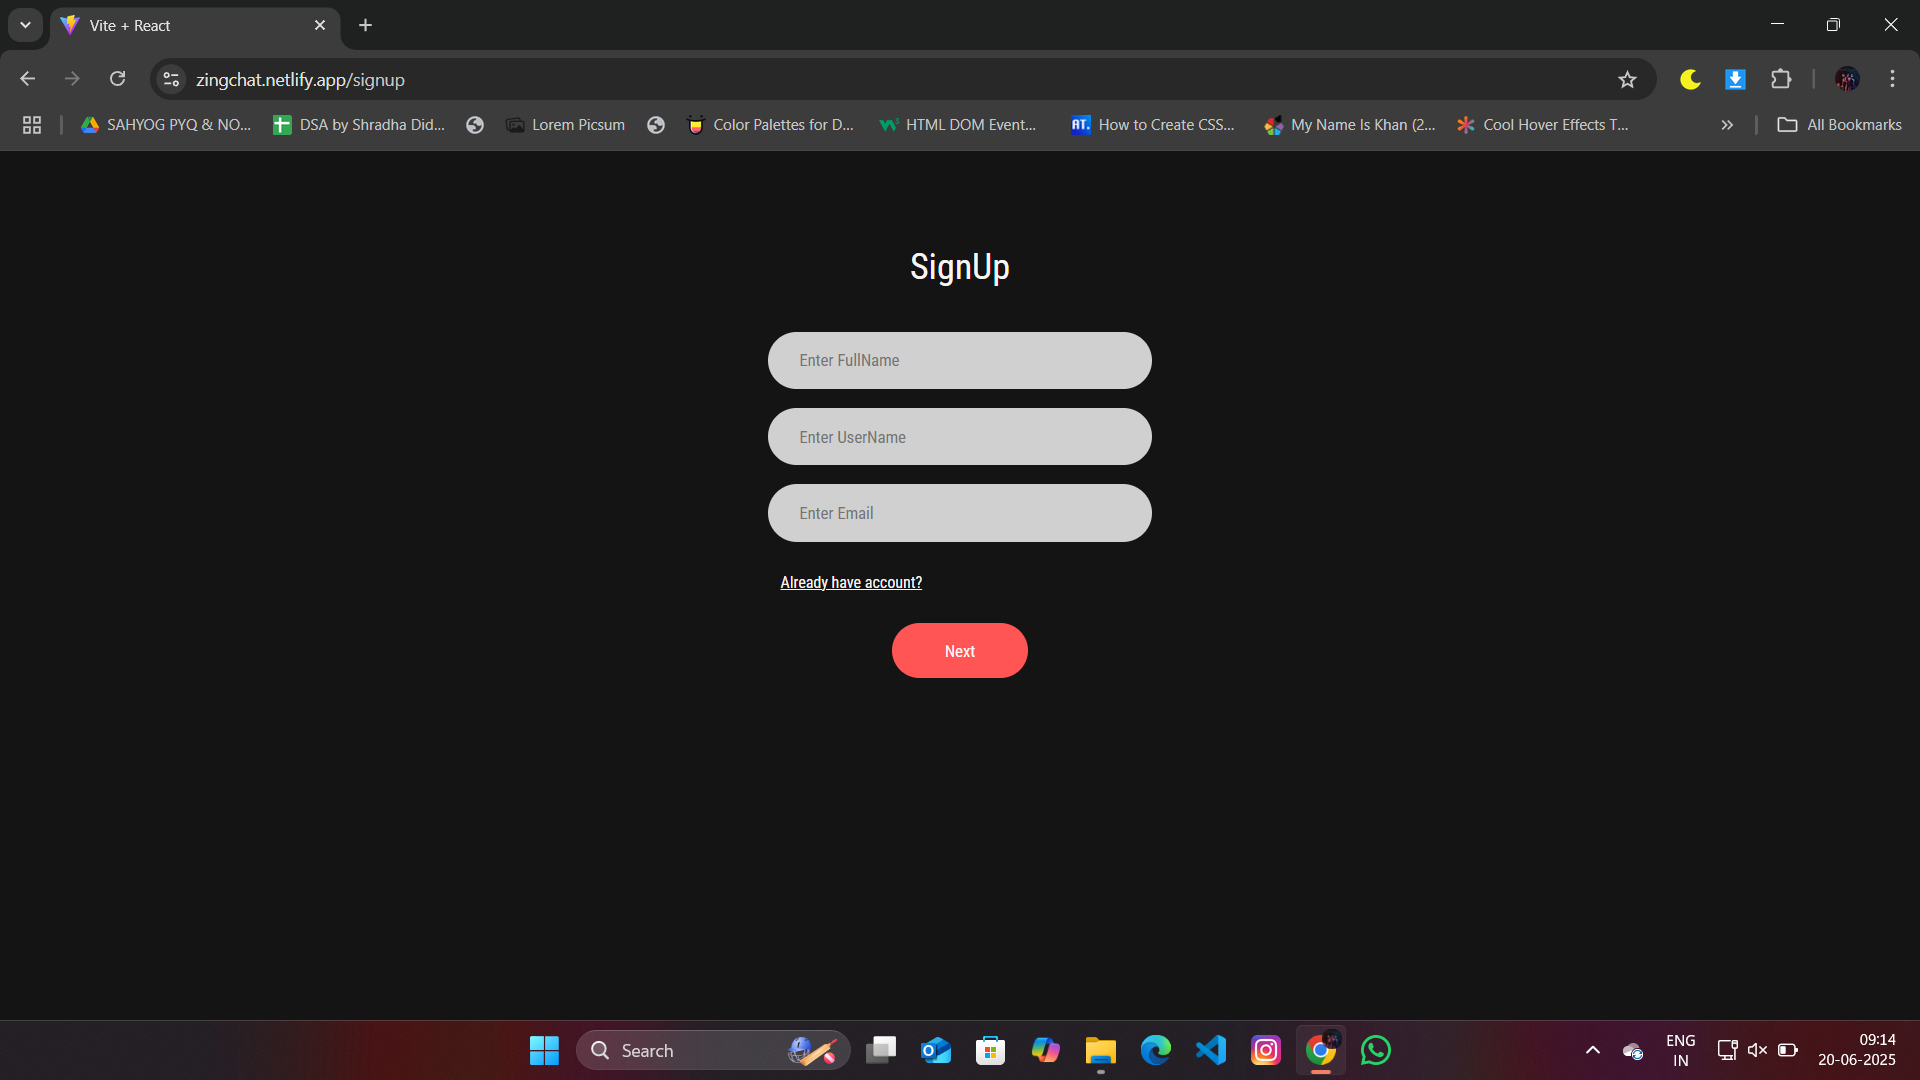 Vite + React
zingchat.netlify.app/signup
SAHYOG PYQ & NO...
DSA by Shradha Did...
Lorem Picsum
Color Palettes for D...
HTML DOM Event...
AT.
How to Create CSS...
My Name Is Khan (2...
Cool Hover Effects T...
All Bookmarks
SignUp
Enter FullName
Enter UserName
Enter Email
Already have account?
Next
Search
ENG
IN
09:14
20-06-2025